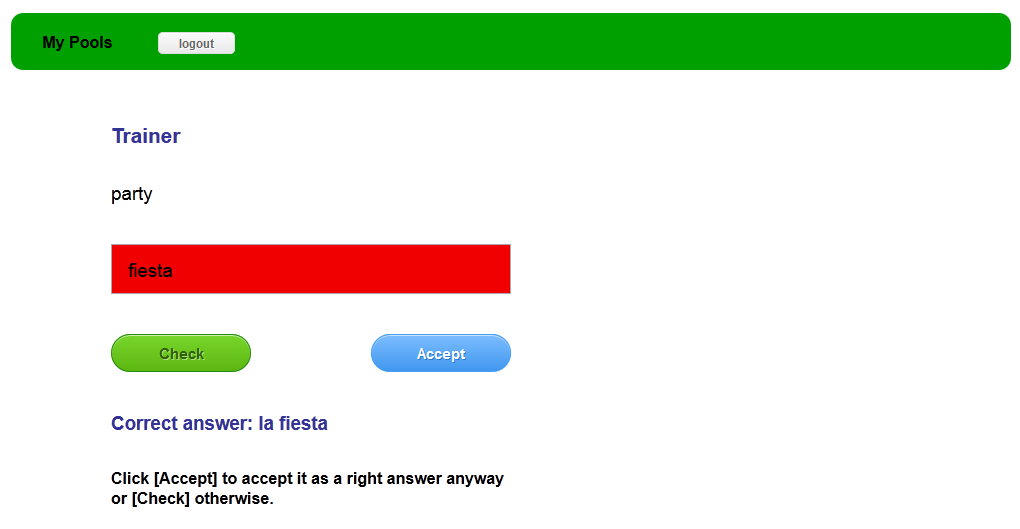 My Pools logout
Trainer
party
fiesta
Check Accept
Correct answer: la fiesta
Click [Accept] to accept it as a right answer anyway
or [Check] otherwise.